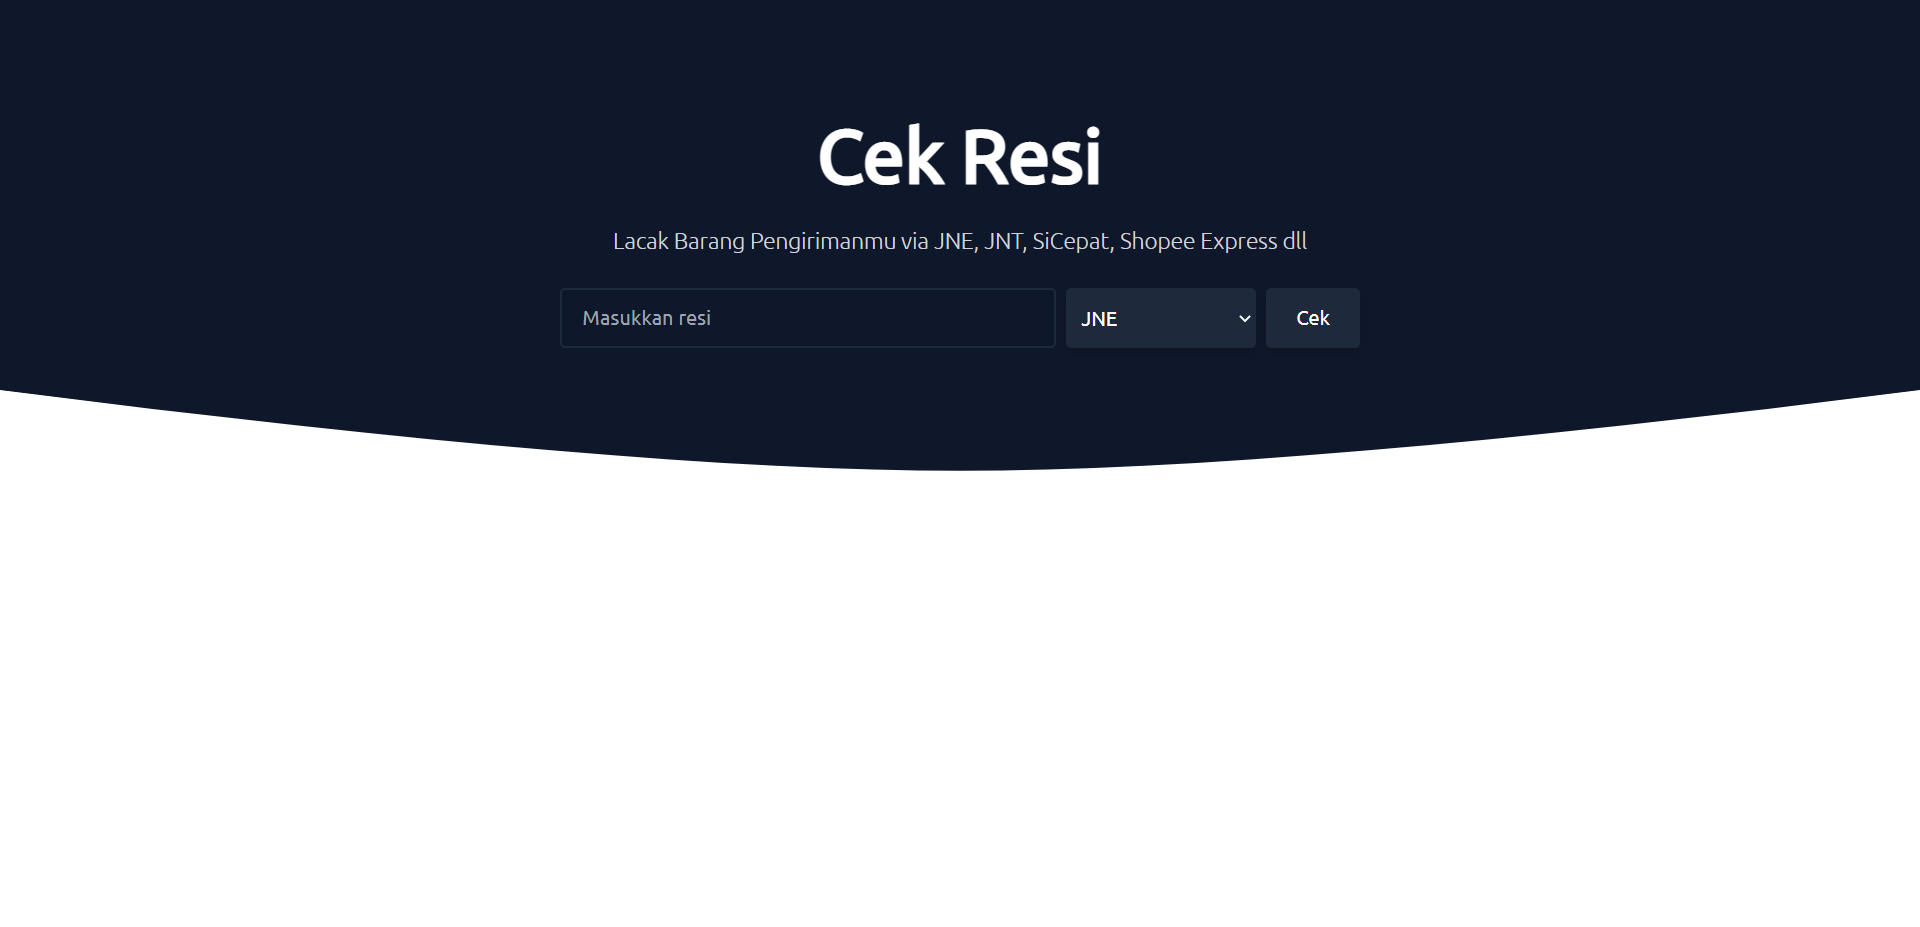 Cek Resi
Lacak Barang Pengirimanmu via JNE, JNT, SiCepat, Shopee Express dll
Masukkan resi JNE Cek